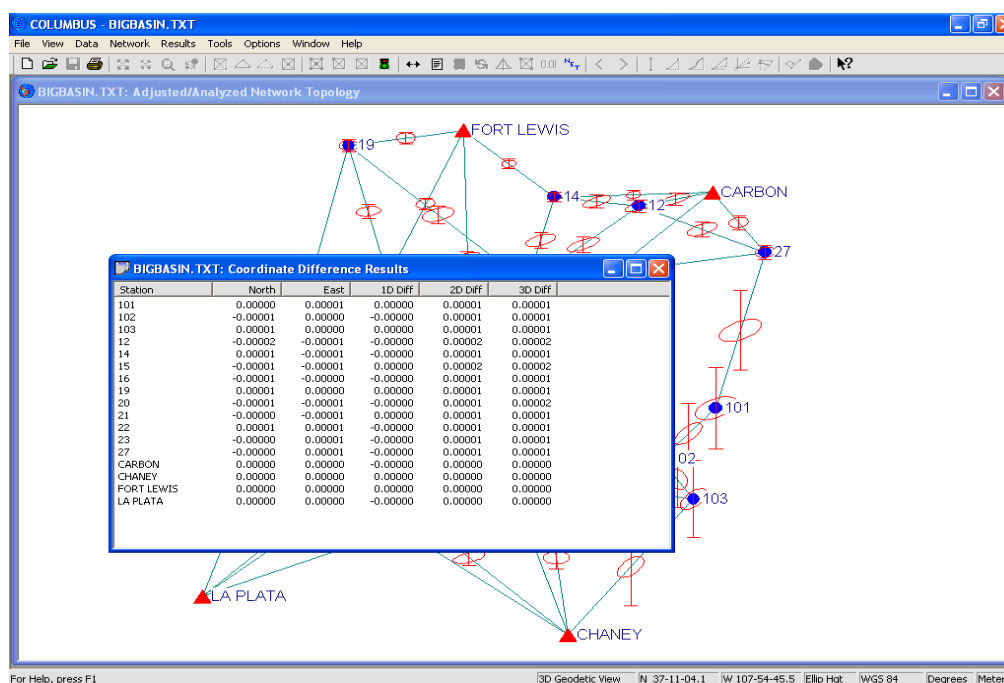 COLUMBUS - BIGBASIN.TXT
File View Data Network Results Tools Options Window Help
0.01 NET
BIGBASIN.TXT: Adjusted/Analyzed Network Topology
FORT LEWIS
19
14
CARBON
12
27
BIGBASIN.TXT: Coordinate Difference Results
Station North East 1D Diff 2D Diff 3D Diff
101 0.00000 0.00001 0.00000 0.00001 0.00001
102 -0.00001 0.00000 -0.00000 0.00001 0.00001
103 0.00001 0.00000 0.00000 0.00001 0.00001
12 -0.00002 -0.00001 -0.00000 0.00002 0.00002
14 0.00001 0.00000 -0.00000 0.00001 0.00001
15 -0.00001 -0.00001 0.00000 0.00002 0.00002
16 -0.00001 -0.00000 -0.00000 0.00001 0.00001
19 0.00001 0.00000 -0.00000 0.00001 0.00001
20 -0.00001 -0.00001 -0.00000 0.00001 0.00002
21 -0.00000 -0.00001 -0.00000 0.00001 0.00001
22 0.00001 0.00001 -0.00000 0.00001 0.00001
23 -0.00000 0.00001 -0.00000 0.00001 0.00001
27 -0.00000 0.00001 -0.00000 0.00001 0.00001
CARBON 0.00000 0.00000 -0.00000 0.00000 0.00000
CHANEY 0.00000 0.00000 0.00000 0.00000 0.00000
FORT LEWIS 0.00000 0.00000 0.00000 0.00000 0.00000
LA PLATA 0.00000 0.00000 -0.00000 0.00000 0.00000
101
02
103
LA PLATA
CHANEY
For Help, press F1
3D Geodetic View N 37-11-04.1 W 107-54-45.5 Ellip Hgt WGS 84 Degrees Meter